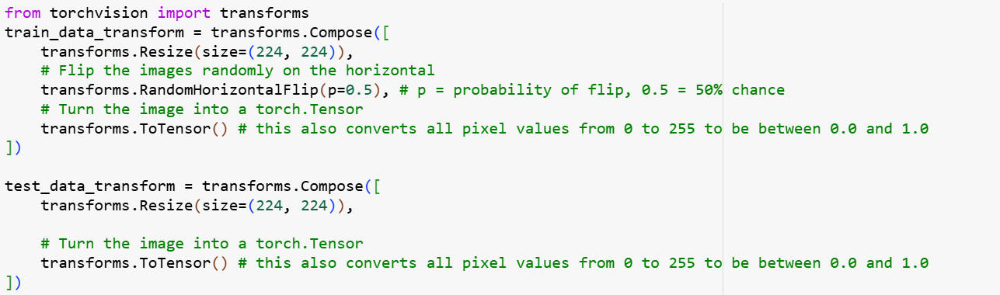 from torchvision import transforms
train_data_transform = transforms.Compose([
    transforms.Resize(size=(224, 224)),
    # Flip the images randomly on the horizontal
    transforms.RandomHorizontalFlip(p=0.5), # p = probability of flip, 0.5 = 50% chance
    # Turn the image into a torch.Tensor
    transforms.ToTensor() # this also converts all pixel values from 0 to 255 to be between 0.0 and 1.0
])

test_data_transform = transforms.Compose([
    transforms.Resize(size=(224, 224)),

    # Turn the image into a torch.Tensor
    transforms.ToTensor() # this also converts all pixel values from 0 to 255 to be between 0.0 and 1.0
])